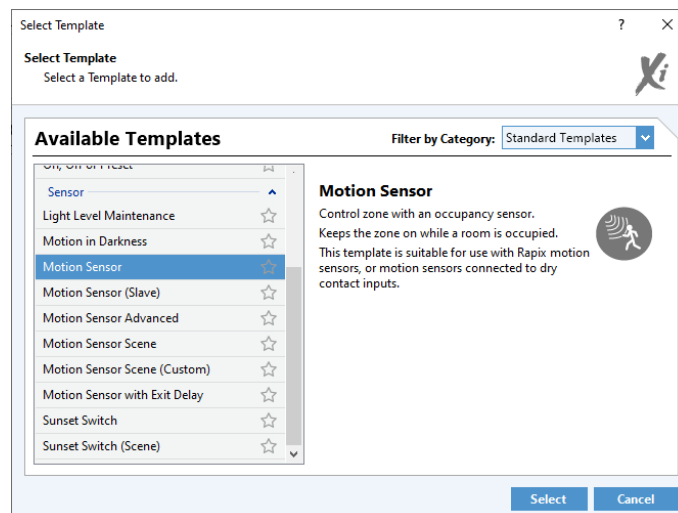 Select Template
?
Select Template
Select a Template to add.
Xi
Available Templates
Filter by Category: Standard Templates
On, Off or Preset
Sensor
Light Level Maintenance
Motion in Darkness
Motion Sensor
Motion Sensor (Slave)
Motion Sensor Advanced
Motion Sensor Scene
Motion Sensor Scene (Custom)
Motion Sensor with Exit Delay
Sunset Switch
Sunset Switch (Scene)
Motion Sensor
Control zone with an occupancy sensor.
Keeps the zone on while a room is occupied.
This template is suitable for use with Rapix motion
sensors, or motion sensors connected to dry
contact inputs.
Select
Cancel